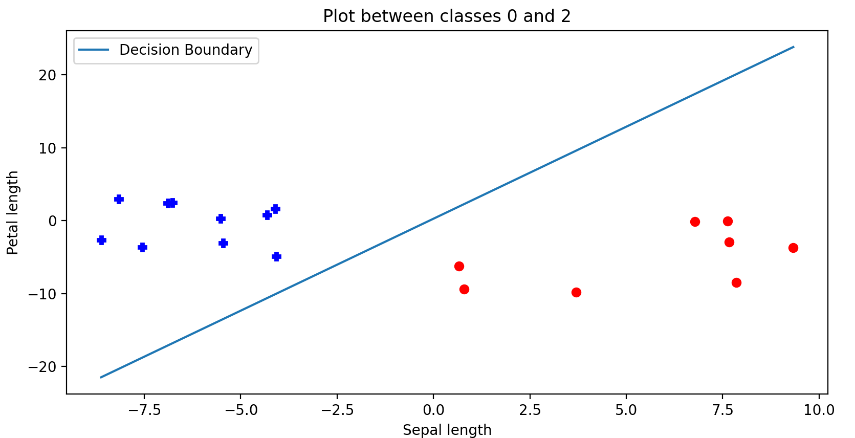 Plot between classes 0 and 2
Decision Boundary
20
10
0
−10
−20
Petal length
−7.5 −5.0 −2.5 0.0 2.5 5.0 7.5 10.0
Sepal length